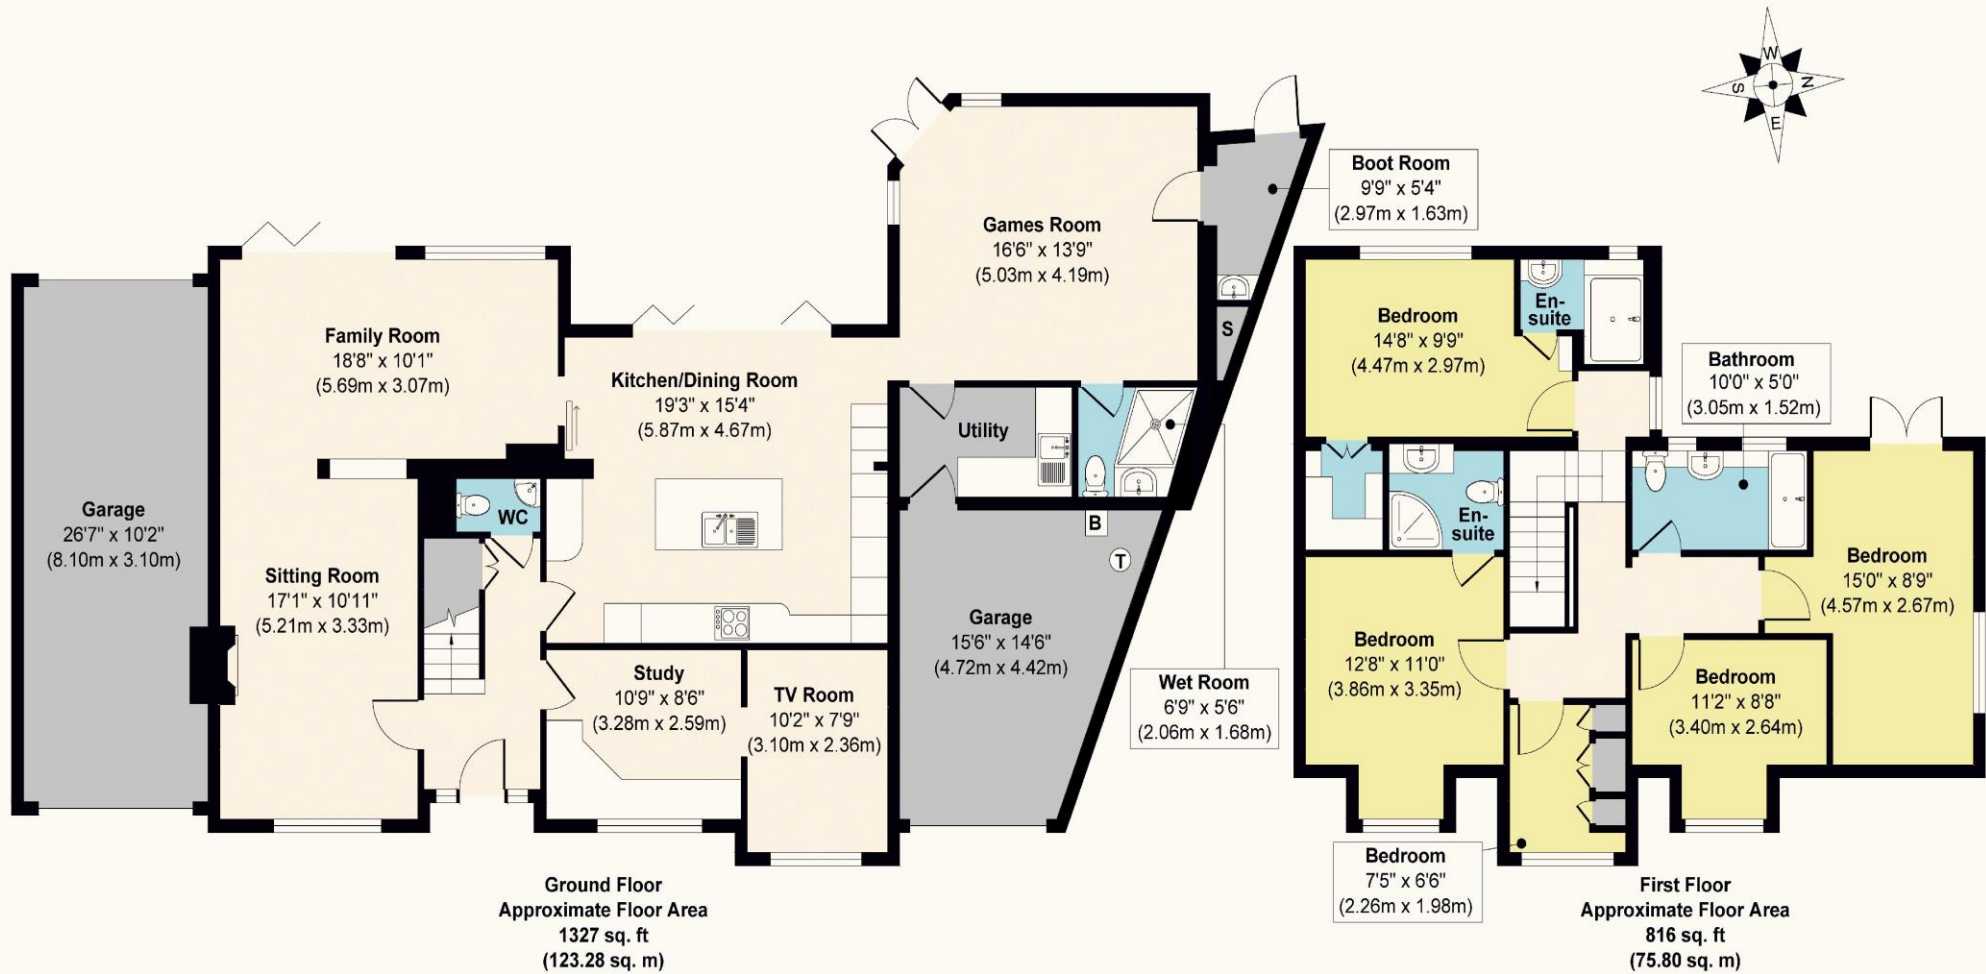 W
N
S
E
Boot Room
9'9" x 5'4"
(2.97m x 1.63m)
Games Room
16'6" x 13'9"
(5.03m x 4.19m)
S
Family Room
18'8" x 10'1"
(5.69m x 3.07m)
Kitchen/Dining Room
19'3" x 15'4"
(5.87m x 4.67m)
Utility
Garage
26'7" x 10'2"
(8.10m x 3.10m)
WC
B
T
Sitting Room
17'1" x 10'11"
(5.21m x 3.33m)
Garage
15'6" x 14'6"
(4.72m x 4.42m)
Study
10'9" x 8'6"
(3.28m x 2.59m)
TV Room
10'2" x 7'9"
(3.10m x 2.36m)
Wet Room
6'9" x 5'6"
(2.06m x 1.68m)
Ground Floor
Approximate Floor Area
1327 sq. ft
(123.28 sq. m)
Bedroom
14'8" x 9'9"
(4.47m x 2.97m)
En-
suite
Bathroom
10'0" x 5'0"
(3.05m x 1.52m)
En-
suite
Bedroom
15'0" x 8'9"
(4.57m x 2.67m)
Bedroom
12'8" x 11'0"
(3.86m x 3.35m)
Bedroom
11'2" x 8'8"
(3.40m x 2.64m)
Bedroom
7'5" x 6'6"
(2.26m x 1.98m)
First Floor
Approximate Floor Area
816 sq. ft
(75.80 sq. m)